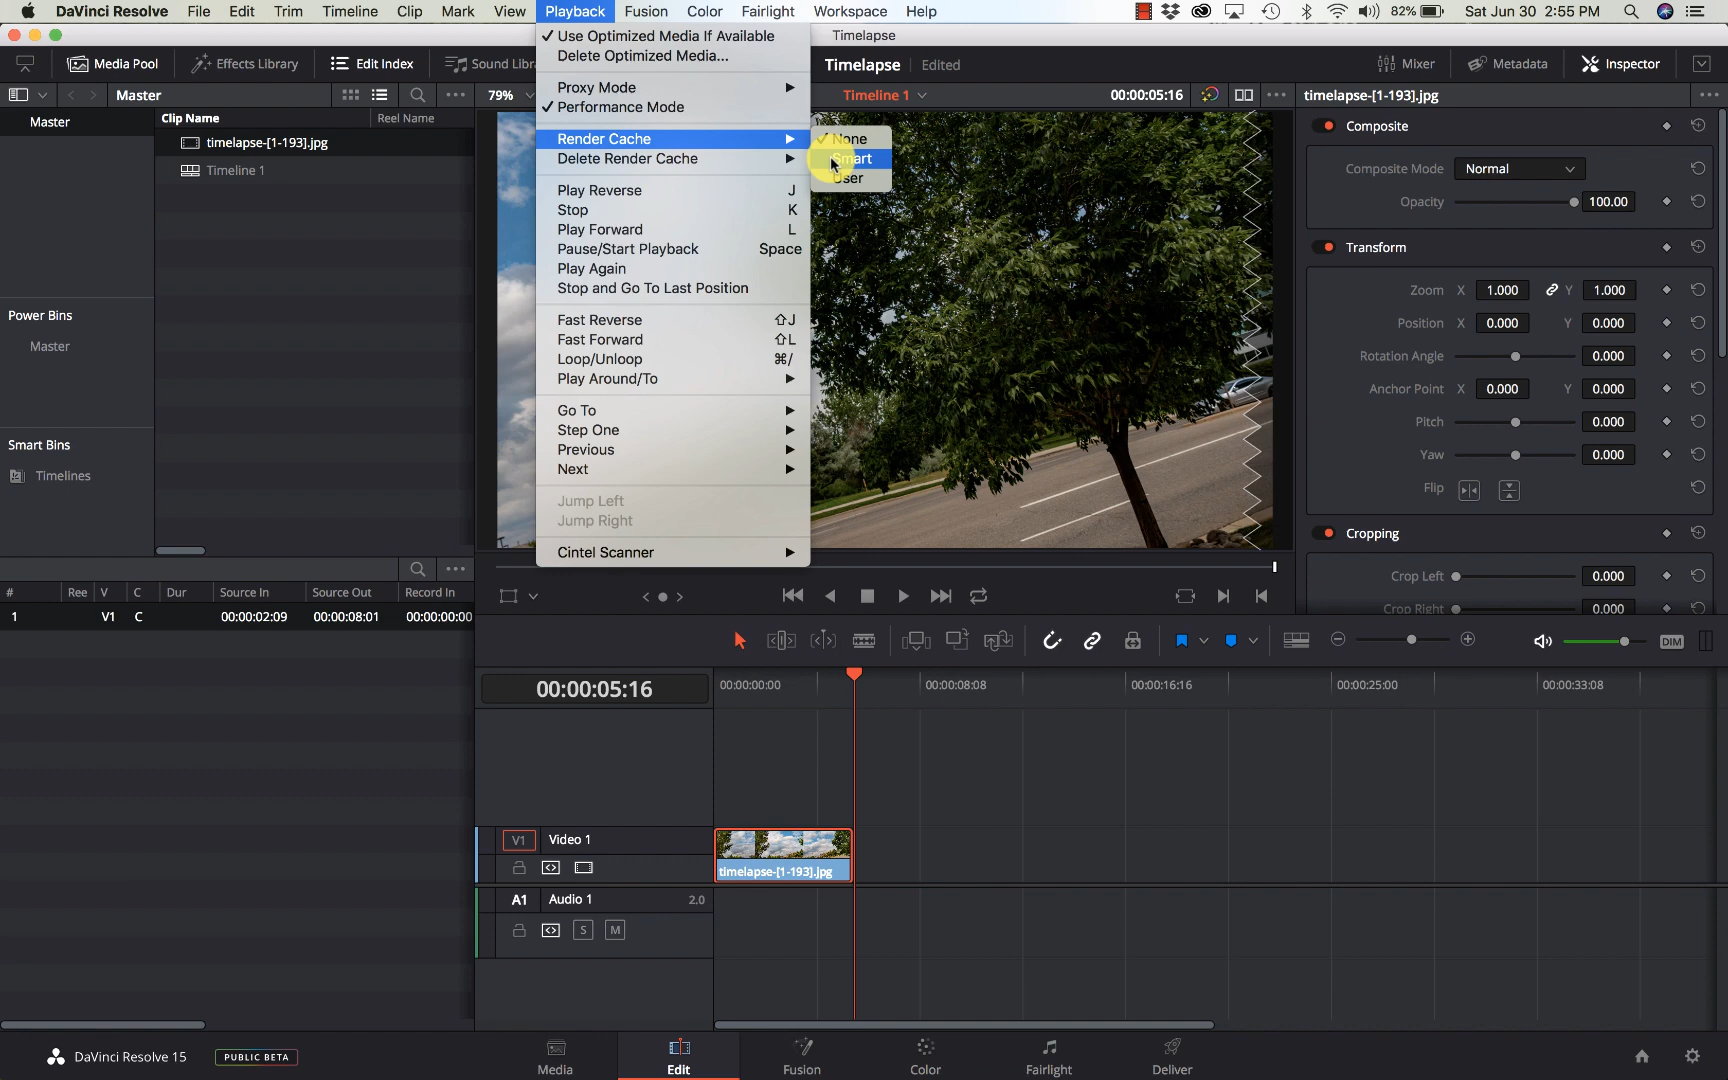 DaVinci Resolve File Edit Trim Timeline Clip Mark View Playback Fusion Color Fairlight Workspace Help 82% Sat Jun 30 2:55 PM
Timelapse
Media Pool Effects Library Edit Index Sound Libr Timelapse Edited Mixer Metadata Inspector
Master 79% Timeline 1 00:00:05:16 timelapse-[1-193].jpg
Use Optimized Media If Available
Delete Optimized Media...
Proxy Mode
Performance Mode
Render Cache
Delete Render Cache
Play Reverse J
Stop K
Play Forward L
Pause/Start Playback Space
Play Again
Stop and Go To Last Position
Fast Reverse ⇧J
Fast Forward ⇧L
Loop/Unloop ⌘/
Play Around/To
Go To
Step One
Previous
Next
Jump Left
Jump Right
Cintel Scanner
None
Smart
User
Master
Clip Name Reel Name
timelapse-[1-193].jpg
Timeline 1
Power Bins
Master
Smart Bins
Timelines
Composite
Composite Mode Normal
Opacity 100.00
Transform
Zoom X 1.000 Y 1.000
Position X 0.000 Y 0.000
Rotation Angle 0.000
Anchor Point X 0.000 Y 0.000
Pitch 0.000
Yaw 0.000
Flip
Cropping
Crop Left 0.000
Crop Right 0.000
# Ree V C Dur Source In Source Out Record In
1 V1 C 00:00:02:09 00:00:08:01 00:00:00:00
DIM
00:00:05:16 00:00:00:00 00:00:08:08 00:00:16:16 00:00:25:00 00:00:33:08
V1 Video 1
timelapse-[1-193].jpg
A1 Audio 1 2.0
S M
DaVinci Resolve 15 PUBLIC BETA
Media Edit Fusion Color Fairlight Deliver